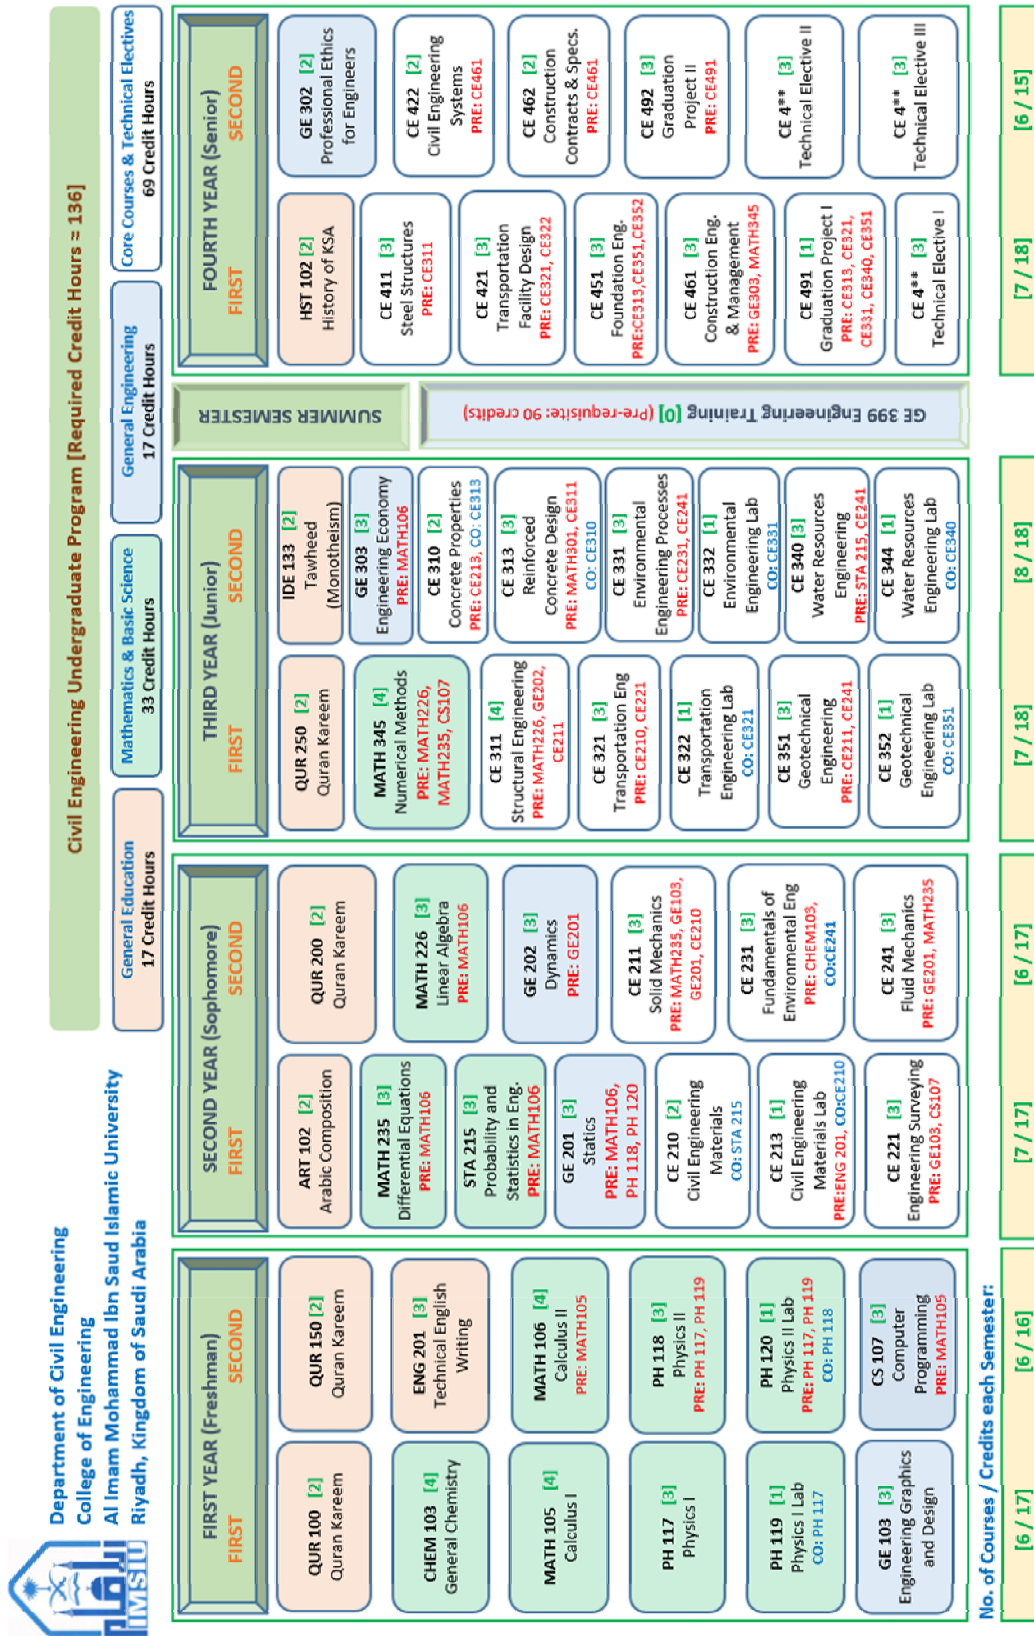 IMSIU
Department of Civil Engineering
College of Engineering
Al Imam Mohammad Ibn Saud Islamic University
Riyadh, Kingdom of Saudi Arabia
Civil Engineering Undergraduate Program [Required Credit Hours = 136]
General Education
17 Credit Hours
Mathematics & Basic science
33 Credit Hours
General Engineering
17 Credit Hours
Core Courses & Technical Electives
69 Credit Hours
FIRST YEAR (Freshman)
FIRST
SECOND
QUR 100 [2]
Quran Kareem
CHEM 103 [4]
General Chemistry
MATH 105 [4]
Calculus I
PH 117 [3]
Physics I
PH 119 [1]
Physics I Lab
CO: PH 117
GE 103 [3]
Engineering Graphics
and Design
QUR 150 [2]
Quran Kareem
ENG 201 [3]
Technical English
Writing
MATH 106 [4]
Calculus II
PRE: MATH105
PH 118 [3]
Physics II
PRE: PH 117, PH 119
PH 120 [1]
Physics II Lab
PRE: PH 117, PH 119
CO: PH 118
CS 107 [3]
Computer
Programming
PRE: MATH105
SECOND YEAR (Sophomore)
FIRST
SECOND
ART 102 [2]
Arabic Composition
MATH 235 [3]
Differential Equations
PRE: MATH106
STA 215 [3]
Probability and
Statistics in Eng.
PRE: MATH106
GE 201 [3]
Statics
PRE: MATH106,
PH 118, PH 120
CE 210 [2]
Civil Engineering
Materials
CO: STA 215
CE 213 [1]
Civil Engineering
Materials Lab
PRE:ENG 201, CO:CE210
CE 221 [3]
Engineering Surveying
PRE: GE103, CS107
QUR 200 [2]
Quran Kareem
MATH 226 [3]
Linear Algebra
PRE: MATH106
GE 202 [3]
Dynamics
PRE: GE201
CE 211 [3]
Solid Mechanics
PRE: MATH235, GE103,
GE201, CE210
CE 231 [3]
Fundamentals of
Environmental Eng
PRE: CHEM103,
CO:CE241
CE 241 [3]
Fluid Mechanics
PRE: GE201, MATH235
THIRD YEAR (Junior)
FIRST
SECOND
QUR 250 [2]
Quran Kareem
MATH 345 [4]
Numerical Methods
PRE: MATH226,
MATH235, CS107
CE 311 [4]
Structural Engineering
PRE: MATH226, GE202,
CE211
CE 321 [3]
Transportation Eng
PRE: CE210, CE221
CE 322 [1]
Transportation
Engineering Lab
CO: CE321
CE 351 [3]
Geotechnical
Engineering
PRE: CE211, CE241
CE 352 [1]
Geotechnical
Engineering Lab
CO: CE351
IDE 133 [2]
Tawheed
(Monotheism)
GE 303 [3]
Engineering Economy
PRE: MATH106
CE 310 [2]
Concrete Properties
PRE: CE213, CO: CE313
CE 313 [3]
Reinforced
Concrete Design
PRE: MATH301, CE311
CO: CE310
CE 331 [3]
Environmental
Engineering Processes
PRE: CE231, CE241
CE 332 [1]
Environmental
Engineering Lab
CO: CE331
CE 340 [3]
Water Resources
Engineering
PRE: STA 215, CE241
CE 344 [1]
Water Resources
Engineering Lab
CO: CE340
SUMMER SEMESTER
GE 399 Engineering Training [0] (Pre-requisite: 90 credits)
FOURTH YEAR (Senior)
FIRST
SECOND
HST 102 [2]
History of KSA
CE 411 [3]
Steel Structures
PRE: CE311
CE 421 [3]
Transportation
Facility Design
PRE: CE321, CE322
CE 451 [3]
Foundation Eng.
PRE:CE313,CE351,CE352
CE 461 [3]
Construction Eng.
& Management
PRE: GE303, MATH345
CE 491 [1]
Graduation Project I
PRE: CE313, CE321,
CE331, CE340, CE351
CE 4** [3]
Technical Elective I
GE 302 [2]
Professional Ethics
for Engineers
CE 422 [2]
Civil Engineering
Systems
PRE: CE461
CE 462 [2]
Construction
Contracts & Specs.
PRE: CE461
CE 492 [3]
Graduation
Project II
PRE: CE491
CE 4** [3]
Technical Elective II
CE 4** [3]
Technical Elective III
No. of Courses / Credits each Semester:
[6 / 17]
[6 / 16]
[7 / 17]
[6 / 17]
[7 / 18]
[8 / 18]
[7 / 18]
[6 / 15]